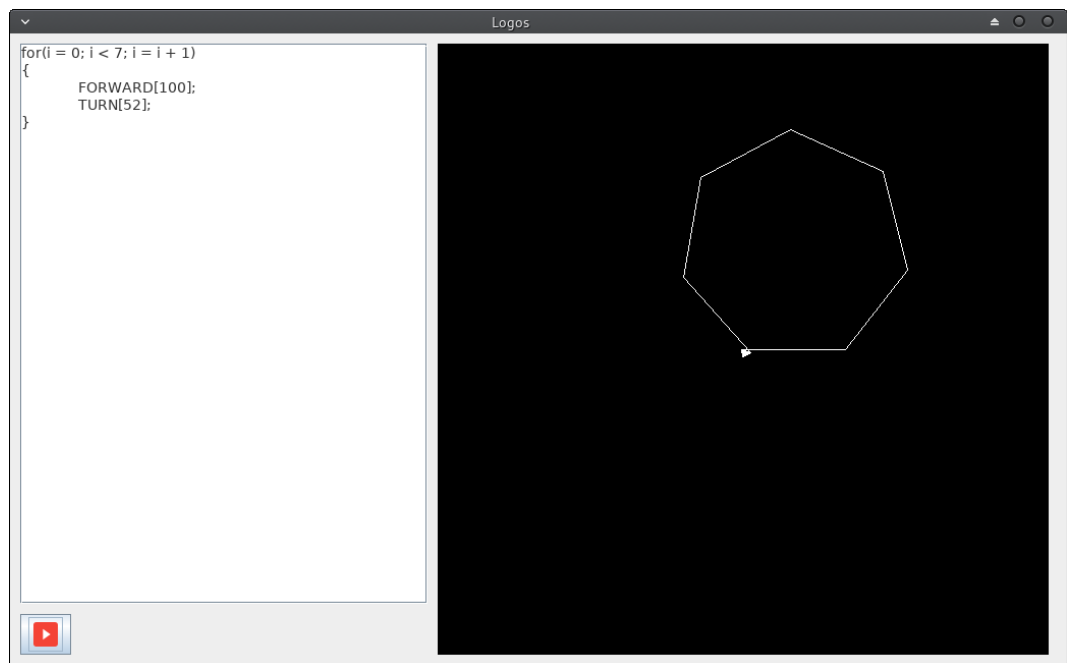 Logos
for(i = 0; i < 7; i = i + 1)
{
FORWARD[100];
TURN[52];
}